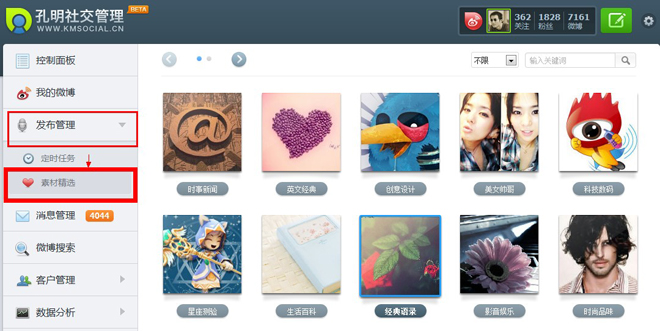 孔明社交管理 BETA
WWW.KMSOCIAL.CN
362 1828 7161
关注 粉丝 微博
控制面板
我的微博
发布管理
定时任务
素材精选
消息管理 4044
微博搜索
客户管理
数据分析
不限 输入关键词
时事新闻 英文经典 创意设计 美女帅哥 科技数码
星座测验 生活百科 经典语录 影音娱乐 时尚品味